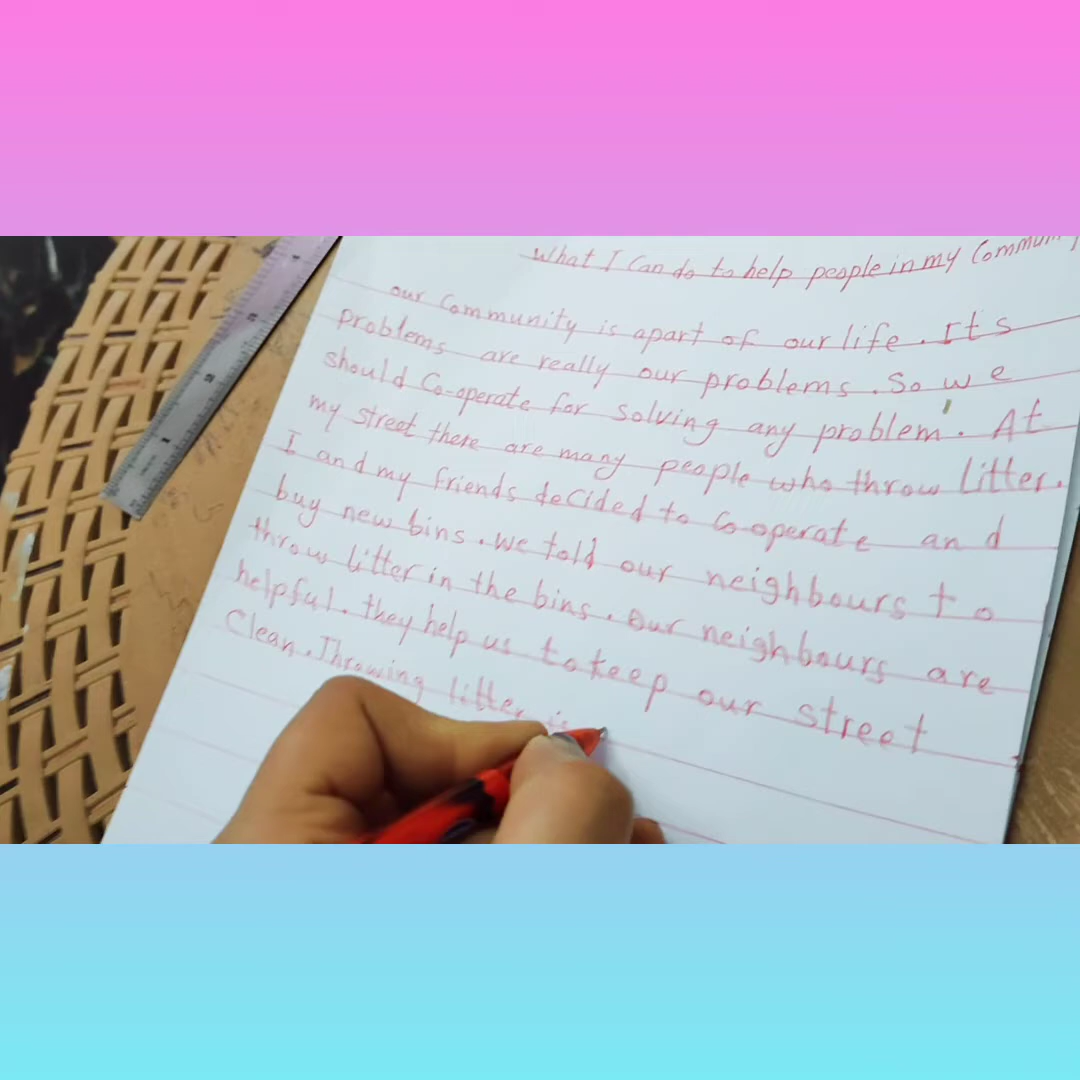 What I Can do to help people in my Commun
our Community is apart of our life. Its
problems are really our problems. So we
should Co-operate for solving any problem. At
my street there are many people who throw litter.
I and my friends decided to Co-operate and
buy new bins. we told our neighbours to
throw litter in the bins. Our neighbours are
helpful. they help us to keep our street
Clean. Throwing litter is